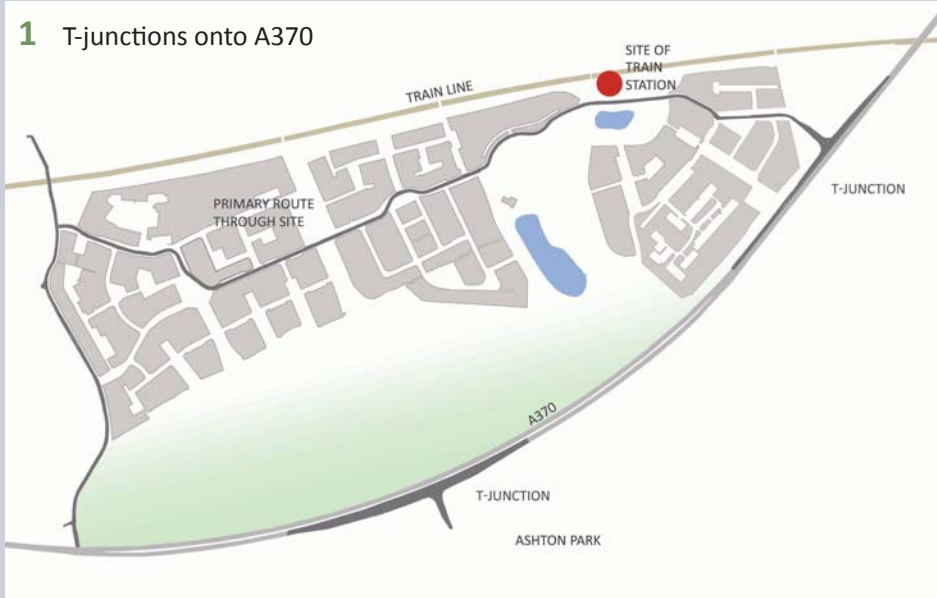 1 T-junctions onto A370
SITE OF
TRAIN
STATION
TRAIN LINE
T-JUNCTION
PRIMARY ROUTE
THROUGH SITE
A370
T-JUNCTION
ASHTON PARK